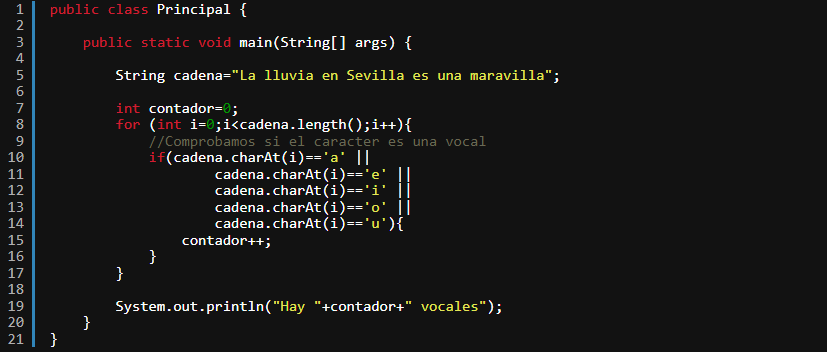 1 public class Principal {
2
3     public static void main(String[] args) {
4
5         String cadena="La lluvia en Sevilla es una maravilla";
6
7         int contador=0;
8         for (int i=0;i<cadena.length();i++){
9             //Comprobamos si el caracter es una vocal
10             if(cadena.charAt(i)=='a' ||
11                     cadena.charAt(i)=='e' ||
12                     cadena.charAt(i)=='i' ||
13                     cadena.charAt(i)=='o' ||
14                     cadena.charAt(i)=='u'){
15                 contador++;
16             }
17         }
18
19         System.out.println("Hay "+contador+" vocales");
20     }
21 }